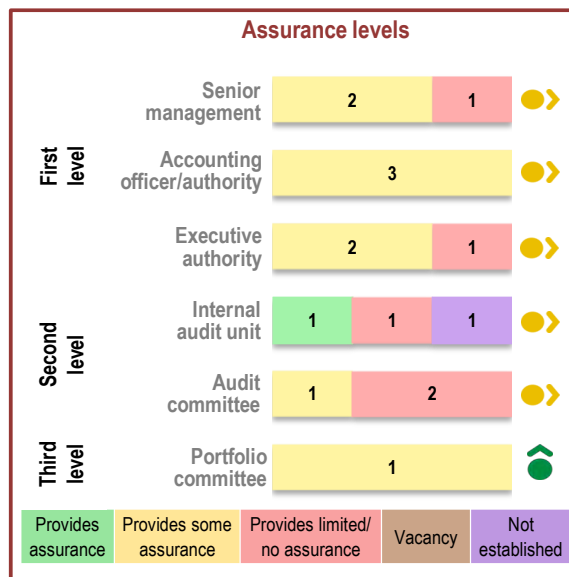 Assurance levels
First
level
Senior
management
2
1
Accounting
officer/authority
3
Executive
authority
2
1
Second
level
Internal
audit unit
1
1
1
Audit
committee
1
2
Third
level
Portfolio
committee
1
Provides
assurance
Provides some
assurance
Provides limited/
no assurance
Vacancy
Not
established